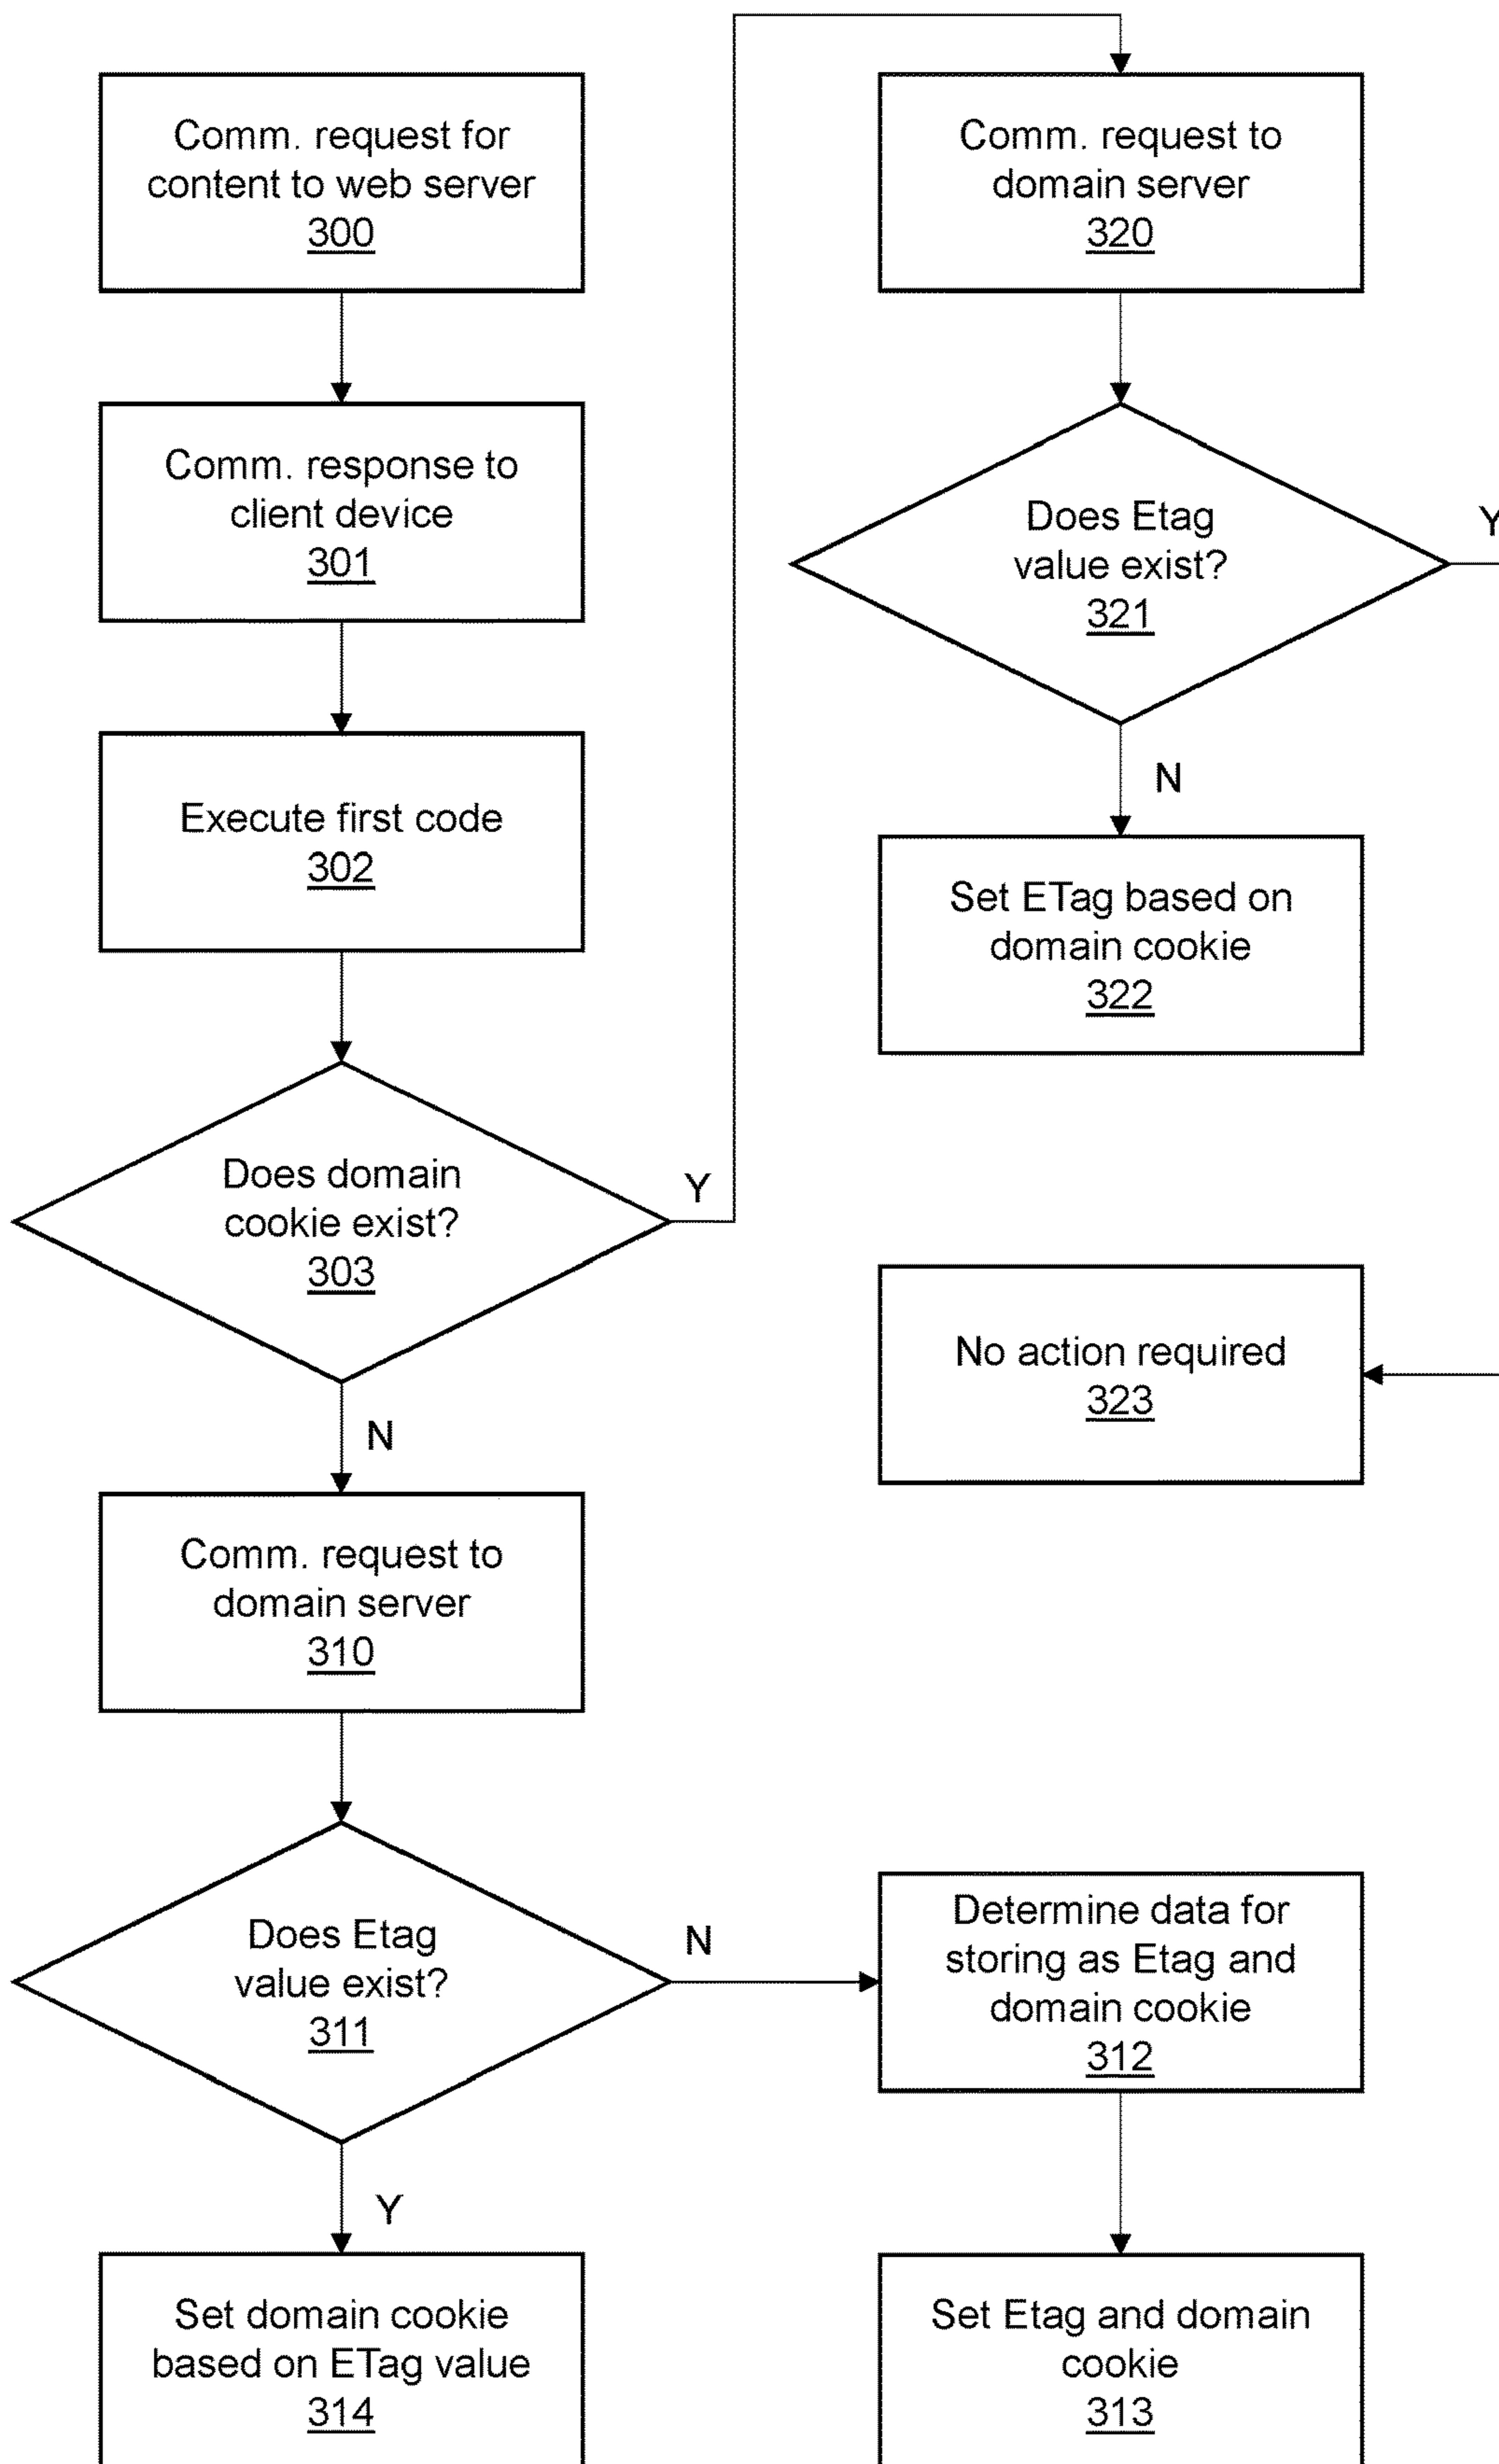 Comm. request for
content to web server
300
Comm. response to
client device
301
Execute first code
302
Does domain
cookie exist?
303
Y
N
Comm. request to
domain server
310
Does Etag
value exist?
311
N
Y
Set domain cookie
based on ETag value
314
Comm. request to
domain server
320
Does Etag
value exist?
321
Y
N
Set ETag based on
domain cookie
322
No action required
323
Determine data for
storing as Etag and
domain cookie
312
Set Etag and domain
cookie
313